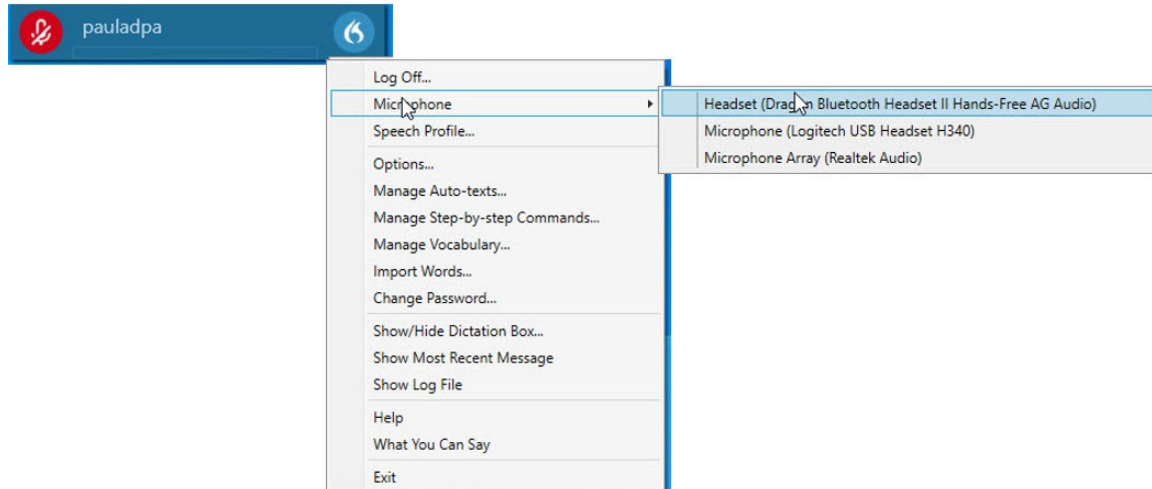 pauladpa
Log Off...
Microphone
Speech Profile...
Options...
Manage Auto-texts...
Manage Step-by-step Commands...
Manage Vocabulary...
Import Words...
Change Password...
Show/Hide Dictation Box...
Show Most Recent Message
Show Log File
Help
What You Can Say
Exit
Headset (Dragon Bluetooth Headset II Hands-Free AG Audio)
Microphone (Logitech USB Headset H340)
Microphone Array (Realtek Audio)